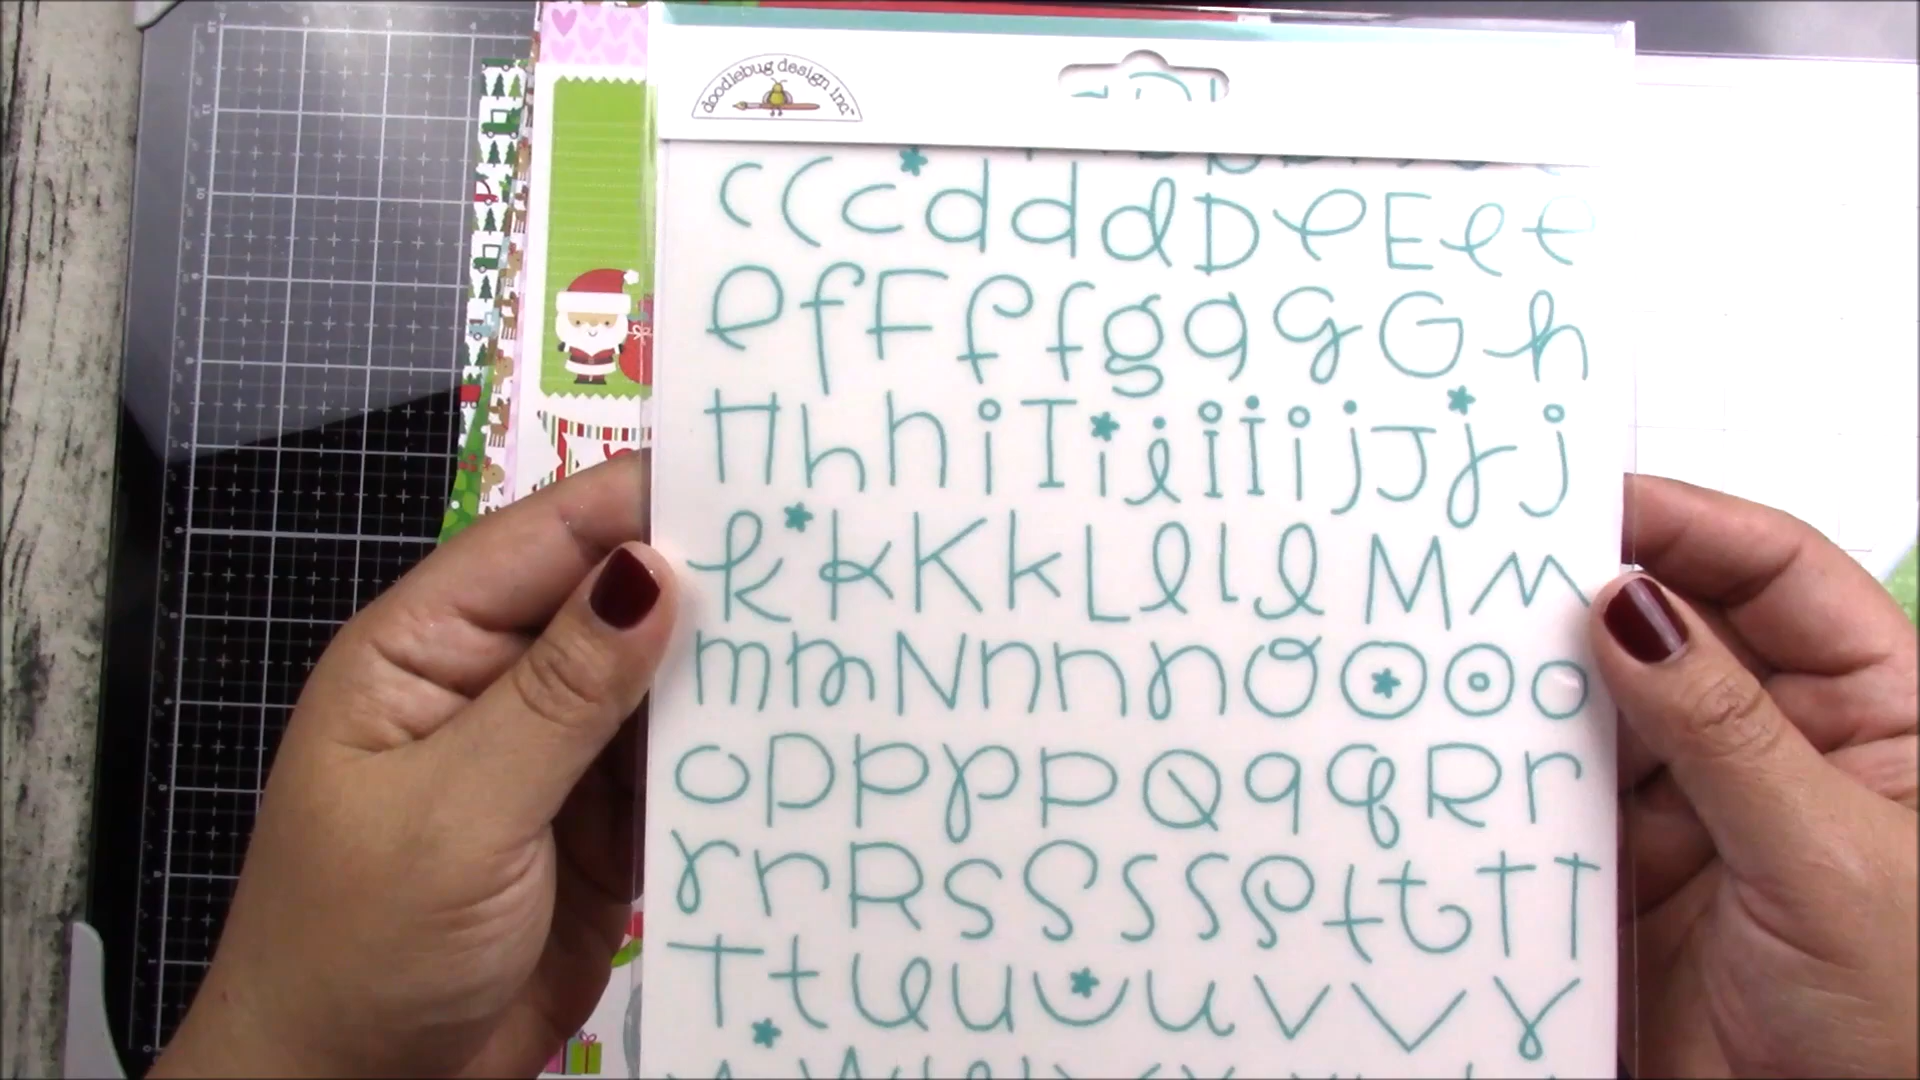 doodlebug design inc.
c c c d d d D e E e e
e f F f f g g g G h
H h h i I i i i i i j J j j
k k K k L l l l M m
m m N n n n O o o o
o p p p p Q q q R r
r r R s S s s s t t T T
T t u u u u v v v